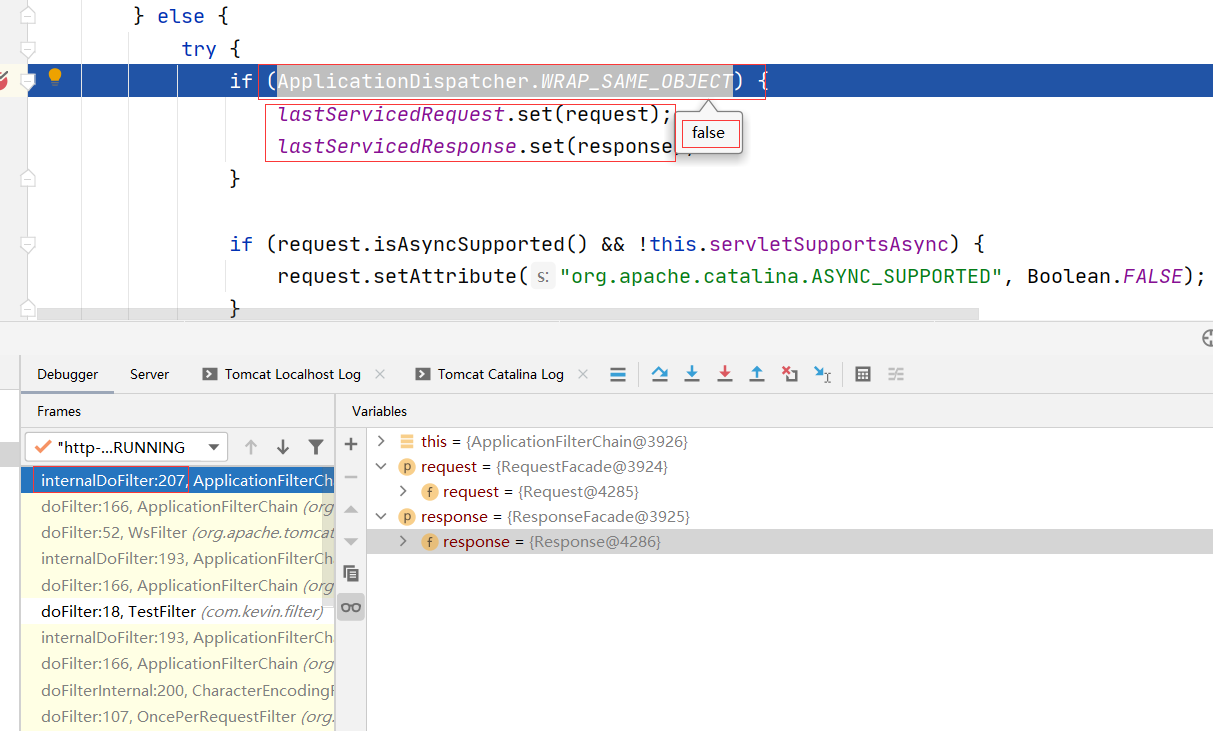 } else {
try {
if (ApplicationDispatcher.WRAP_SAME_OBJECT) {
lastServicedRequest.set(request);
false
lastServicedResponse.set(response);
}
if (request.isAsyncSupported() && !this.servletSupportsAsync) {
request.setAttribute( s: "org.apache.catalina.ASYNC_SUPPORTED", Boolean.FALSE);
}
Debugger Server Tomcat Localhost Log Tomcat Catalina Log
Frames
Variables
"http-...RUNNING
internalDoFilter:207, ApplicationFilterCh
doFilter:166, ApplicationFilterChain (org
doFilter:52, WsFilter (org.apache.tomcat
internalDoFilter:193, ApplicationFilterCh
doFilter:166, ApplicationFilterChain (org
doFilter:18, TestFilter (com.kevin.filter)
internalDoFilter:193, ApplicationFilterCh
doFilter:166, ApplicationFilterChain (org
doFilterInternal:200, CharacterEncodingF
doFilter:107, OncePerRequestFilter (org.
this = {ApplicationFilterChain@3926}
p request = {RequestFacade@3924}
f request = {Request@4285}
p response = {ResponseFacade@3925}
f response = {Response@4286}